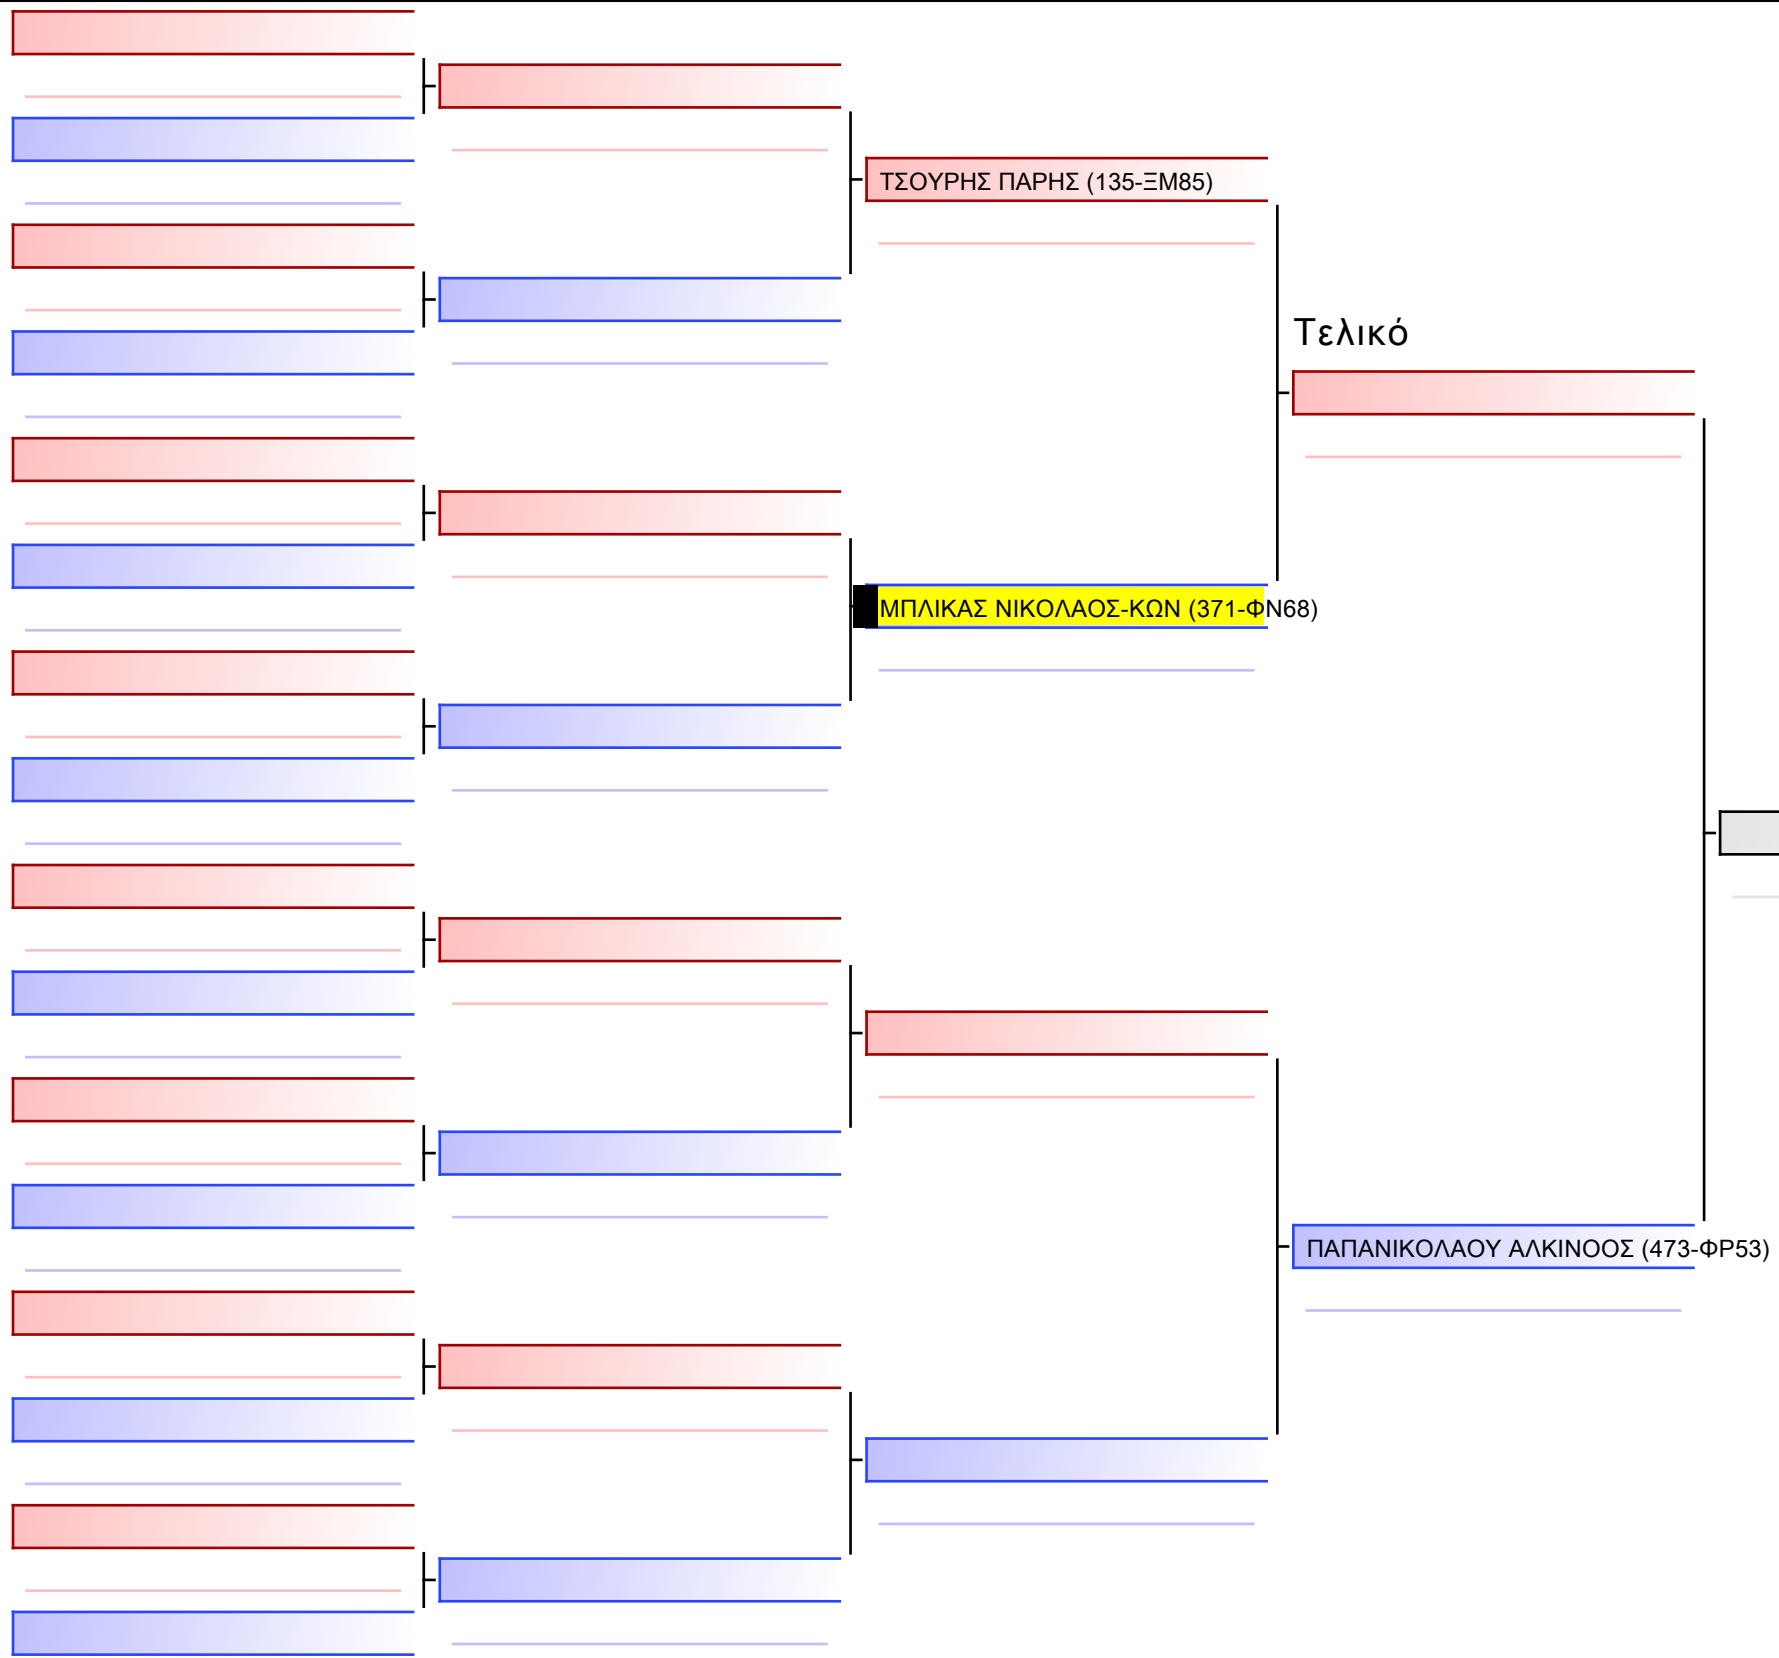 ΤΣΟΥΡΗΣ ΠΑΡΗΣ (135-ΞΜ85)
Τελικό
ΜΠΛΙΚΑΣ ΝΙΚΟΛΑΟΣ-ΚΩΝ (371-ΦΝ68)
ΠΑΠΑΝΙΚΟΛΑΟΥ ΑΛΚΙΝΟΟΣ (473-ΦΡ53)